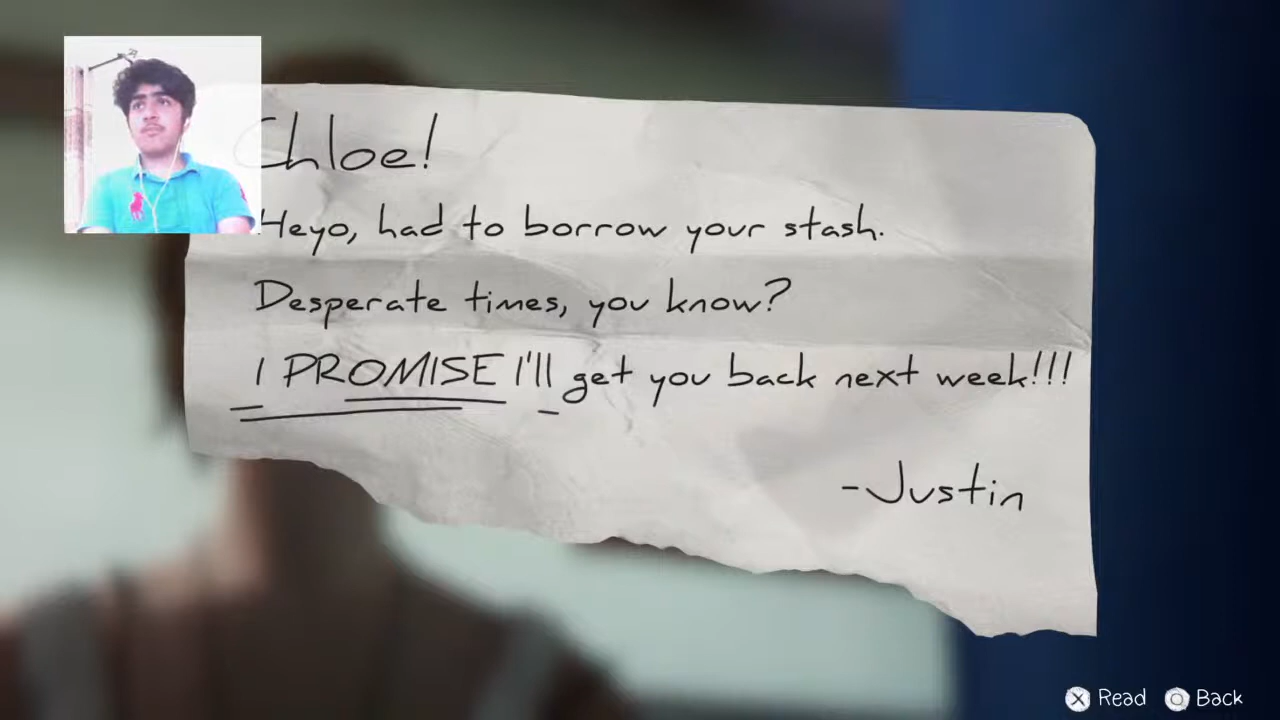 Chloe!
Heyo, had to borrow your stash.
Desperate times, you know?
I PROMISE I'll get you back next week!!!
-Justin
Read Back